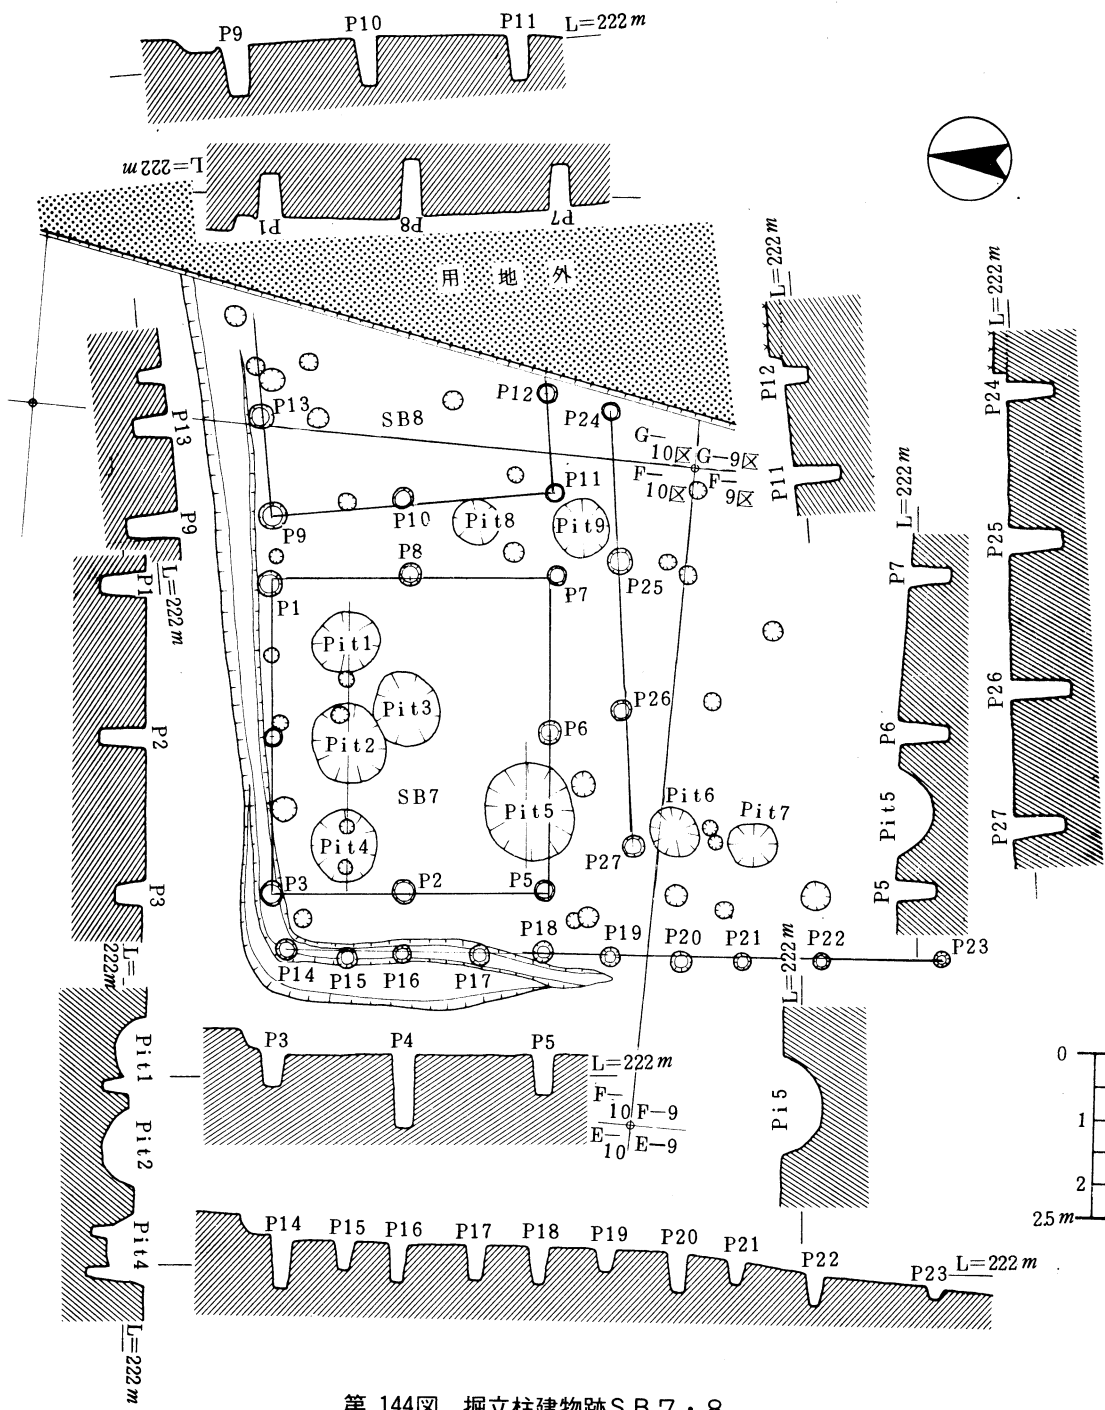 P9 P10 P11 L=222m
L=222m
P1 P8 P7
用地外
L=222m
L=222m
P12
P11
P24
P25
P26
P27
P13
P9
L=222m
P1
P2
P3
L=222m
P13
SB8
P12
P24
G-10区 G-9区
F-10区 F-9区
P11
P9
P10
Pit8
Pit9
P8
P1
P7
P25
Pit1
Pit3
Pit2
P26
P6
SB7
Pit5
Pit6
Pit7
Pit4
P27
P3
P2
P5
P18
P19
P20
P21
P22
P23
P14
P15
P16
P17
L=222m
P7
P6
Pit5
P5
L=222m
Pi5
P3 P4 P5
L=222m
F-10 F-9
E-10 E-9
Pit1
Pit2
Pit4
L=222m
P14 P15 P16 P17 P18 P19 P20 P21 P22 P23 L=222m
0
1
2
2.5m
第 144図 掘立柱建物跡SB7・8